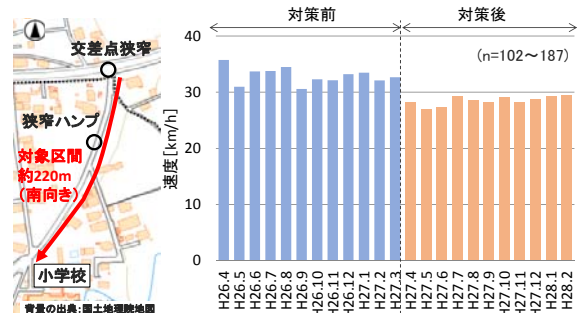 交差点狭窄
狭窄ハンプ
対象区間
約220m
（南向き）
小学校
背景の出典:国土地理院地図
対策前
対策後
(n=102～187)
速度[km/h]
40
30
20
10
0
H26.4
H26.5
H26.6
H26.7
H26.8
H26.9
H26.10
H26.11
H26.12
H27.1
H27.2
H27.3
H27.4
H27.5
H27.6
H27.7
H27.8
H27.9
H27.10
H27.11
H27.12
H28.1
H28.2